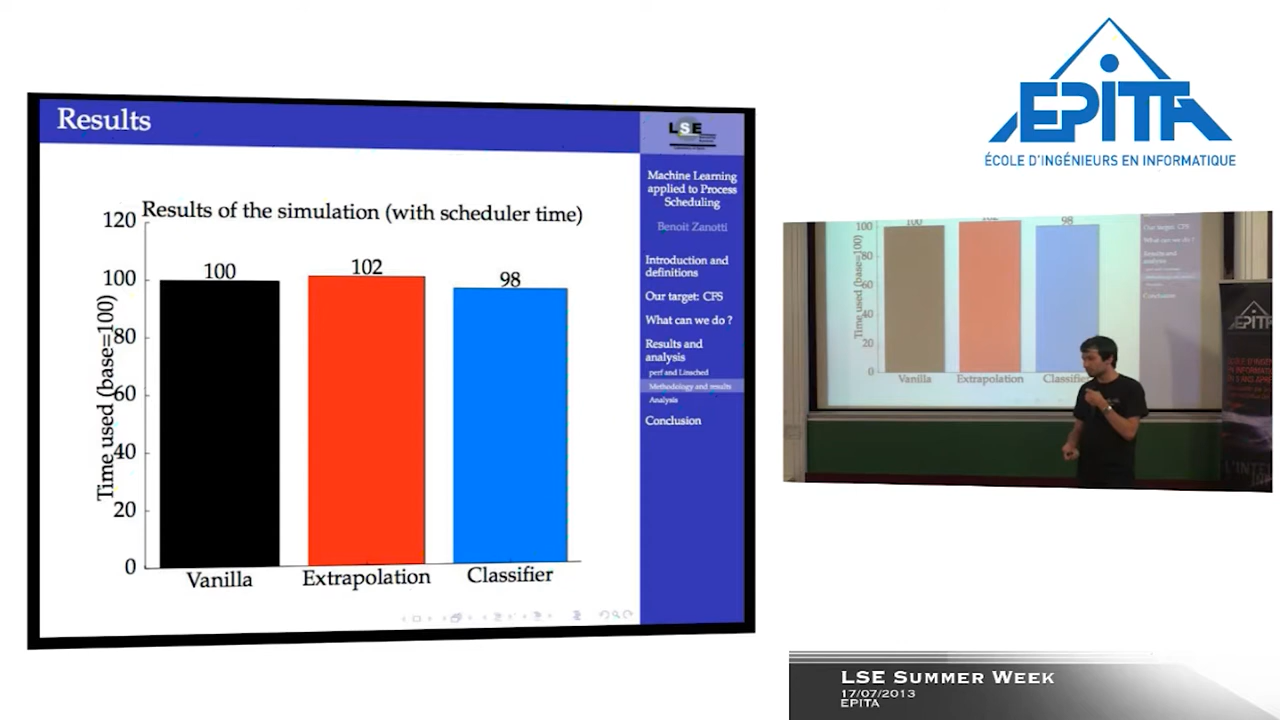 Results
LSE
Machine Learning
applied to Process
Scheduling
Benoit Zanotti
Introduction and
definitions
Our target: CFS
What can we do ?
Results and
analysis
perf and Linsched
Methodology and results
Analysis
Conclusion
Results of the simulation (with scheduler time)
Time used (base=100)
120
100
80
60
40
20
0
100
102
98
Vanilla
Extrapolation
Classifier
EPITA
ÉCOLE D'INGÉNIEURS EN INFORMATIQUE
100
102
98
Time used (base=100)
100
80
60
40
20
0
Vanilla
Extrapolation
Classifie
Our target: CFS
What can we do ?
Results and
analysis
Conclusion
EPITA
LSE Summer Week
17/07/2013
EPITA